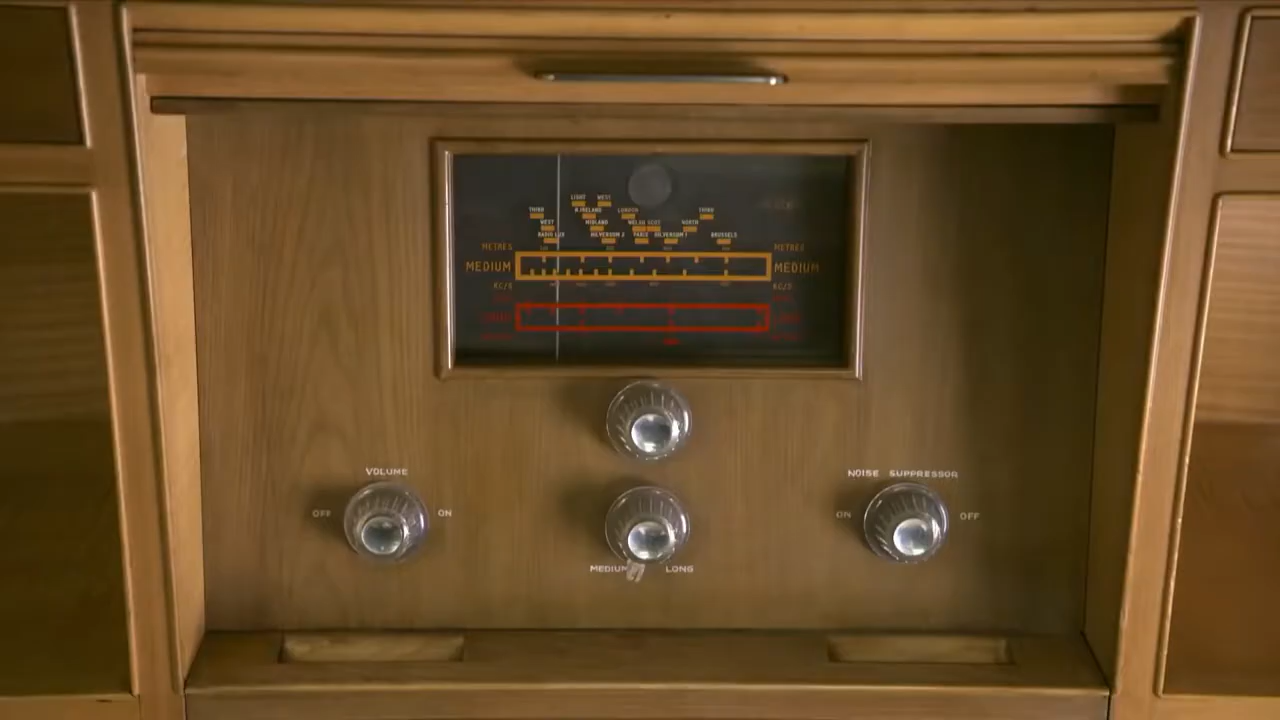 LIGHT WEST
THIRD N.IRELAND LONDON THIRD
WEST MIDLAND WELSH SCOT NORTH
RADIO LUX HILVERSUM 2 PARIS HILVERSUM 1 BRUSSELS
METRES METRES
MEDIUM MEDIUM
KC/S KC/S
VOLUME
OFF ON
NOISE SUPPRESSOR
ON OFF
MEDIUM LONG